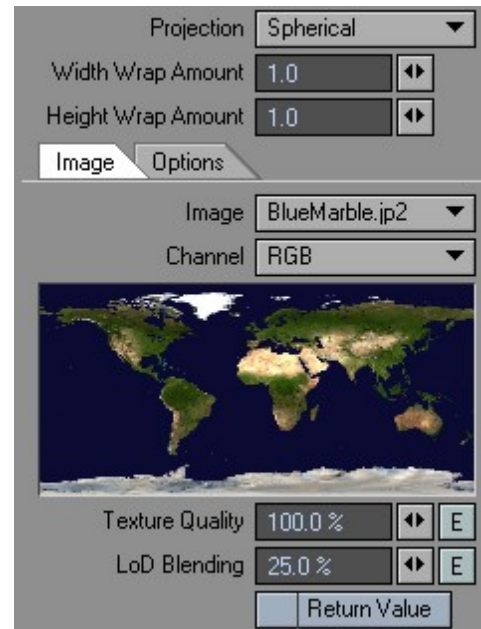 Projection Spherical
Width Wrap Amount 1.0
Height Wrap Amount 1.0
Image Options
Image BlueMarble.jp2
Channel RGB
Texture Quality 100.0 % E
LoD Blending 25.0 % E
Return Value